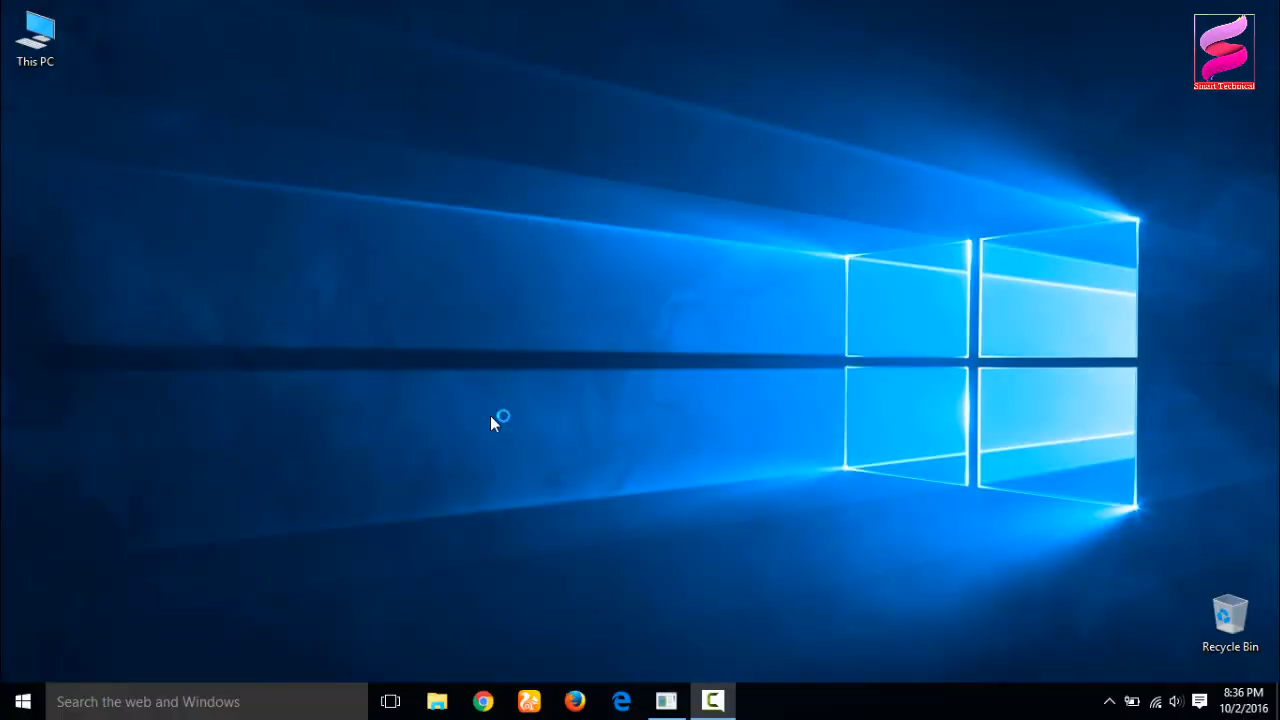 This PC
Smart Technical
Recycle Bin
Search the web and Windows
8:36 PM
10/2/2016